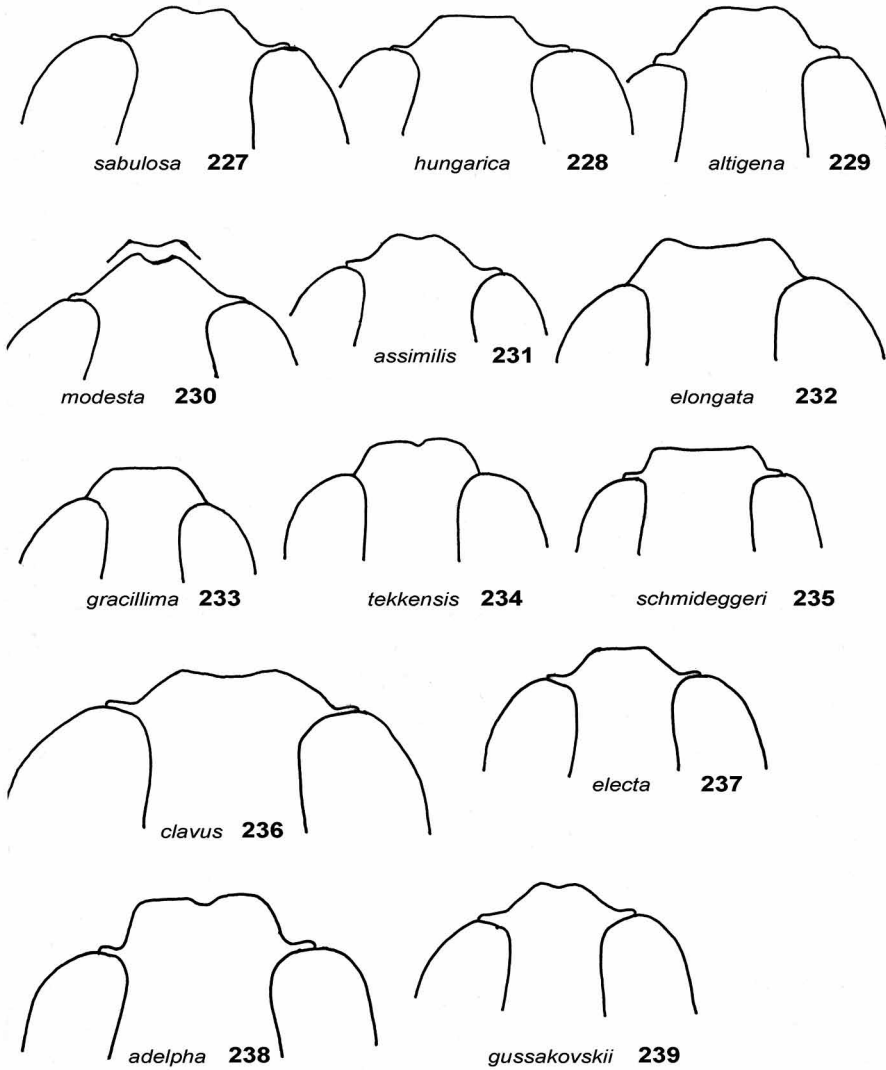 sabulosa 227
hungarica 228
altigena 229
modesta 230
assimilis 231
elongata 232
gracillima 233
tekkensis 234
schmideggeri 235
clavus 236
electa 237
adelpha 238
gussakovskii 239